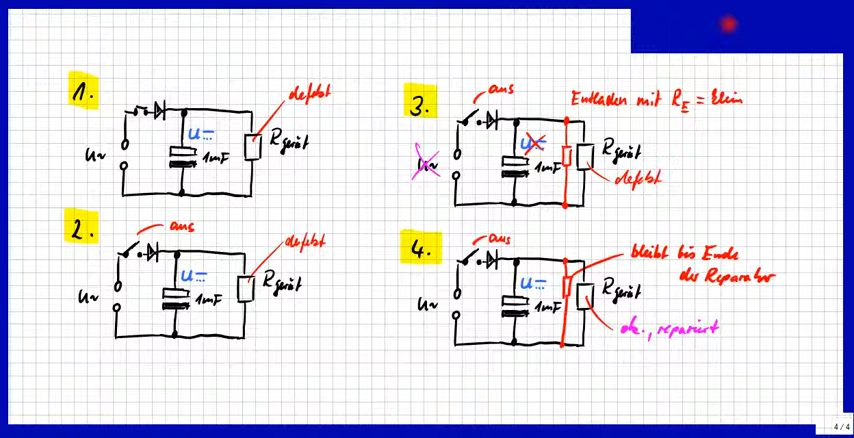 1.
defekt
U~
U
1mF
Rgerät
2.
aus
defekt
U~
U
1mF
Rgerät
3.
aus
Entladen mit RE =
U
1mF
Rgerät
defekt
4.
aus
bleibt bis Ende
der Reparatur
U~
U
1mF
Rgerät
ok, repariert
4/4